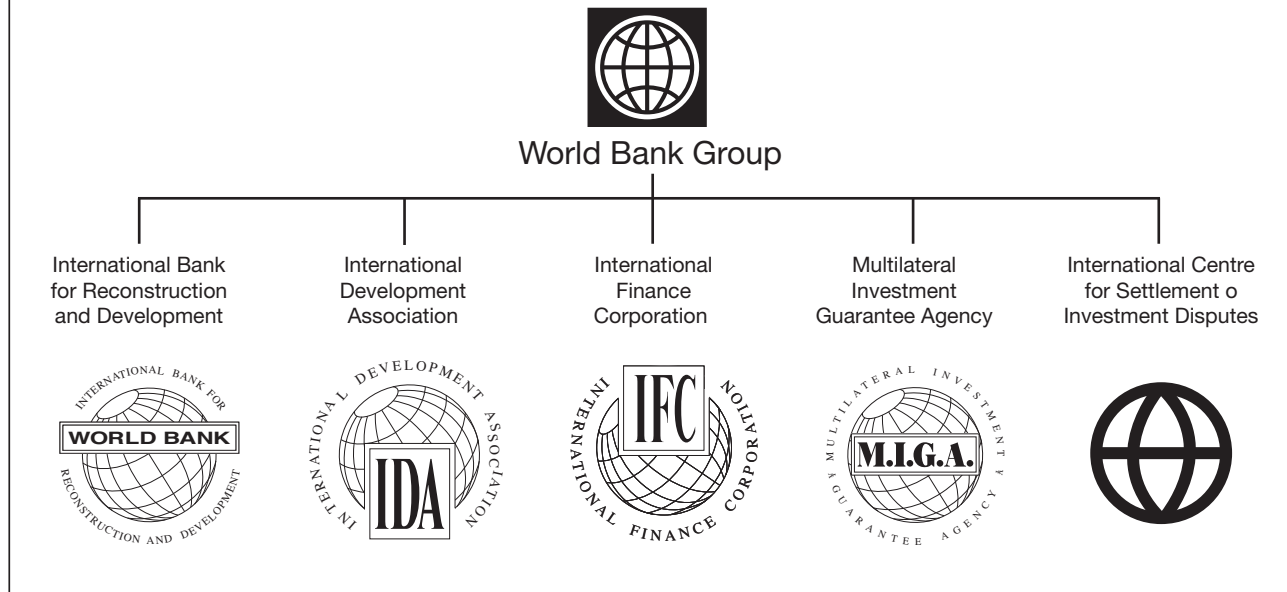 World Bank Group
International Bank
for Reconstruction
and Development
International
Development
Association
International
Finance
Corporation
Multilateral
Investment
Guarantee Agency
International Centre
for Settlement o
Investment Disputes
INTERNATIONAL BANK FOR
WORLD BANK
RECONSTRUCTION AND DEVELOPMENT
INTERNATIONAL DEVELOPMENT ASSOCIATION
IDA
IFC
INTERNATIONAL FINANCE CORPORATION
MULTILATERAL INVESTMENT
M.I.G.A.
GUARANTEE AGENCY